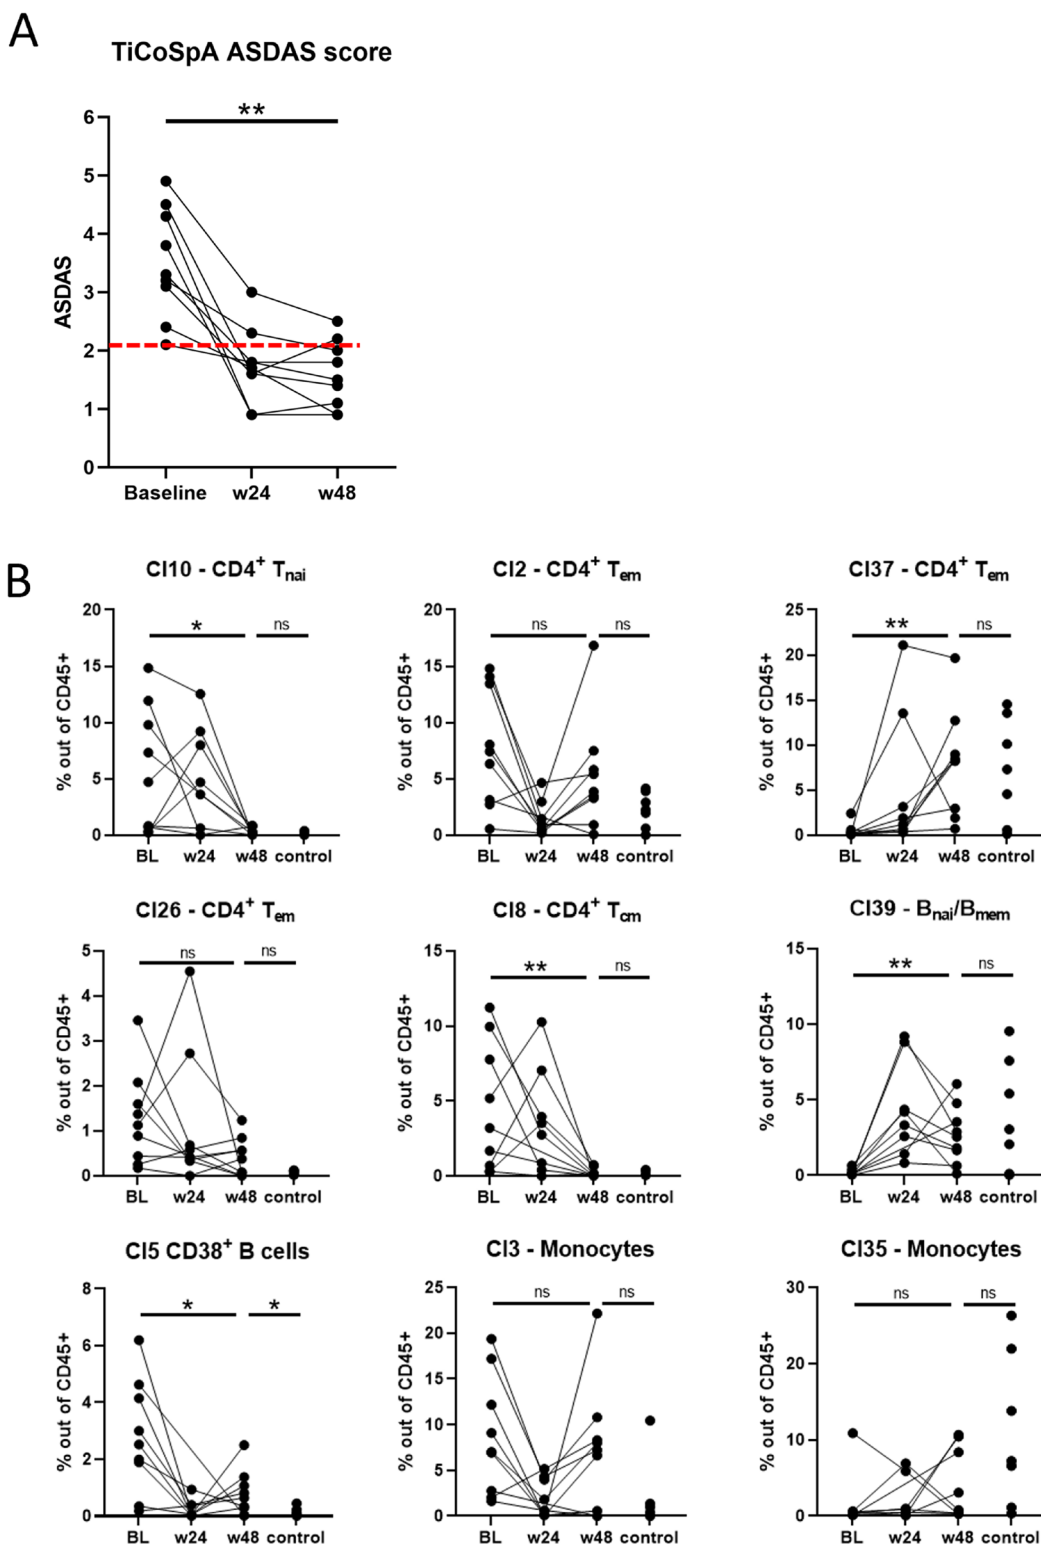 A
TiCoSpA ASDAS score
**
6
5
4
3
2
1
0
ASDAS
Baseline w24 w48
B
Cl10 - CD4+ Tnai
20
15
10
5
0
% out of CD45+
* ns
BL w24 w48 control
Cl2 - CD4+ Tem
20
15
10
5
0
% out of CD45+
ns ns
BL w24 w48 control
Cl37 - CD4+ Tem
25
20
15
10
5
0
% out of CD45+
** ns
BL w24 w48 control
Cl26 - CD4+ Tem
5
4
3
2
1
0
% out of CD45+
ns ns
BL w24 w48 control
Cl8 - CD4+ Tcm
15
10
5
0
% out of CD45+
** ns
BL w24 w48 control
Cl39 - Bnai/Bmem
15
10
5
0
% out of CD45+
** ns
BL w24 w48 control
Cl5 CD38+ B cells
8
6
4
2
0
% out of CD45+
* *
BL w24 w48 control
Cl3 - Monocytes
25
20
15
10
5
0
% out of CD45+
ns ns
BL w24 w48 control
Cl35 - Monocytes
30
20
10
0
% out of CD45+
ns ns
BL w24 w48 control